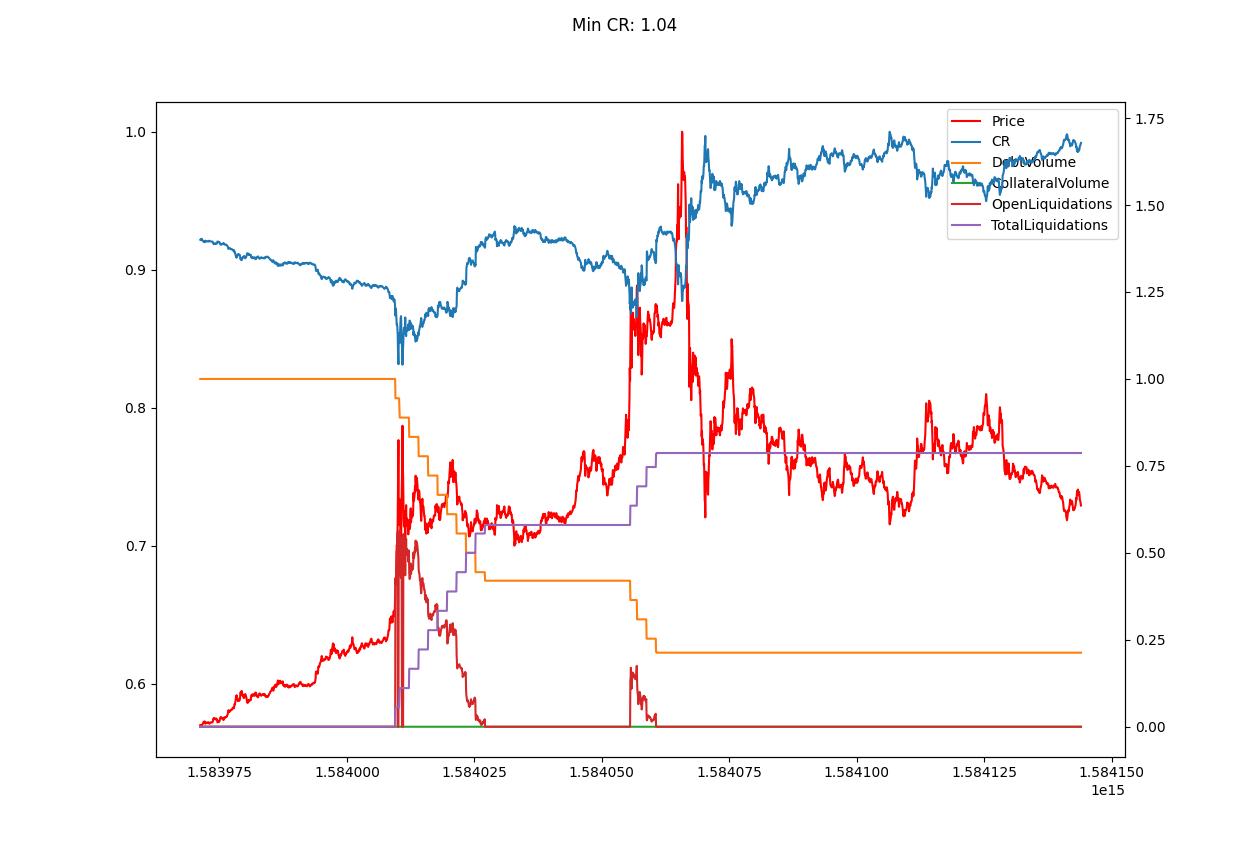 Min CR: 1.04
1.0
0.9
0.8
0.7
0.6
1.75
1.50
1.25
1.00
0.75
0.50
0.25
0.00
Price
CR
DebtVolume
CollateralVolume
OpenLiquidations
TotalLiquidations
1.583975 1.584000 1.584025 1.584050 1.584075 1.584100 1.584125 1.584150
1e15